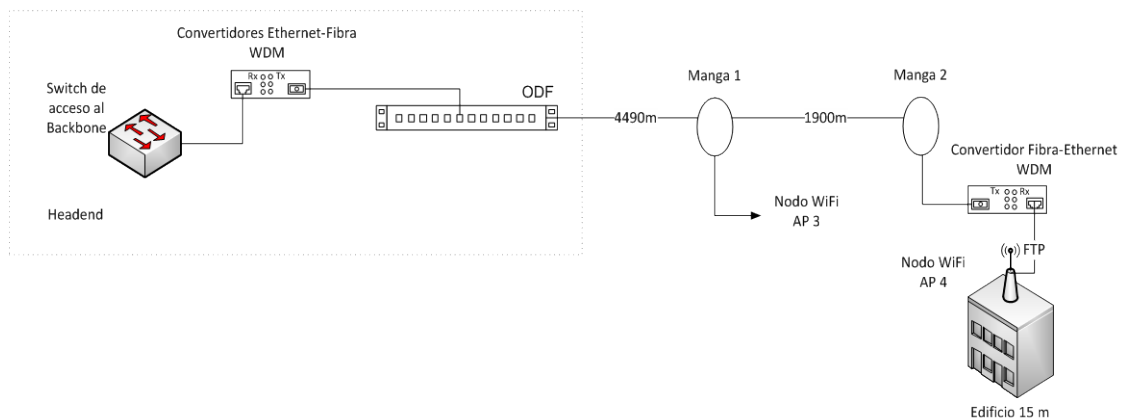 Convertidores Ethernet-Fibra
WDM
Rx Tx
Switch de
acceso al
Backbone
ODF
Headend
4490m
Manga 1
1900m
Manga 2
Nodo WiFi
AP 3
Convertidor Fibra-Ethernet
WDM
Tx Rx
FTP
Nodo WiFi
AP 4
Edificio 15 m